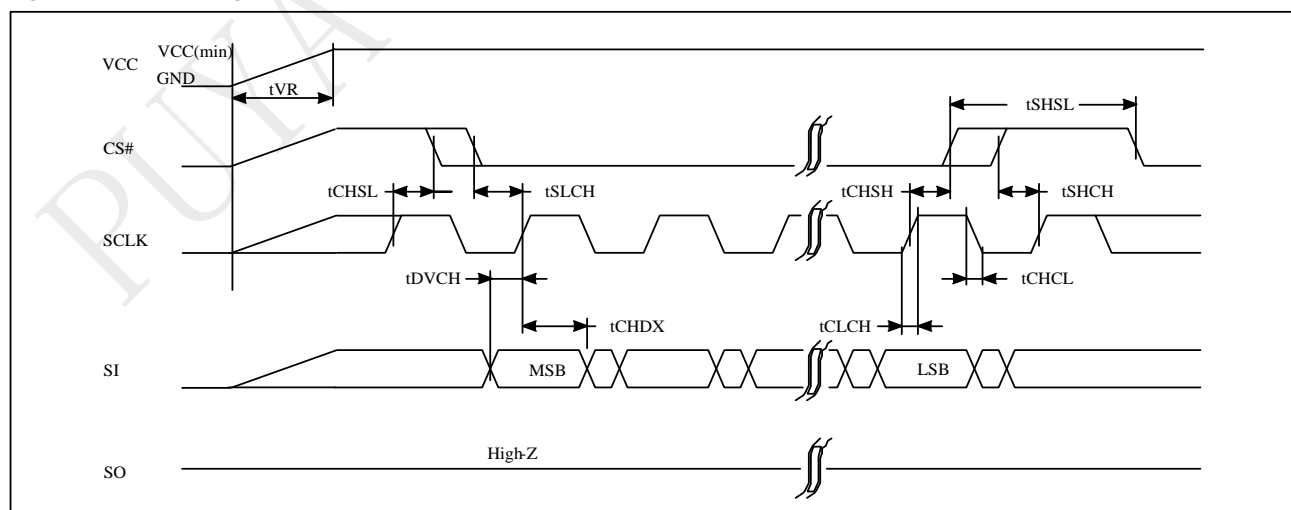 VCC(min)
VCC
GND
tVR
tSHSL
CS#
tCHSL
tSLCH
tCHSH
tSHCH
SCLK
tDVCH
tCHCL
tCHDX
tCLCH
SI
MSB
LSB
High-Z
SO
PUYA